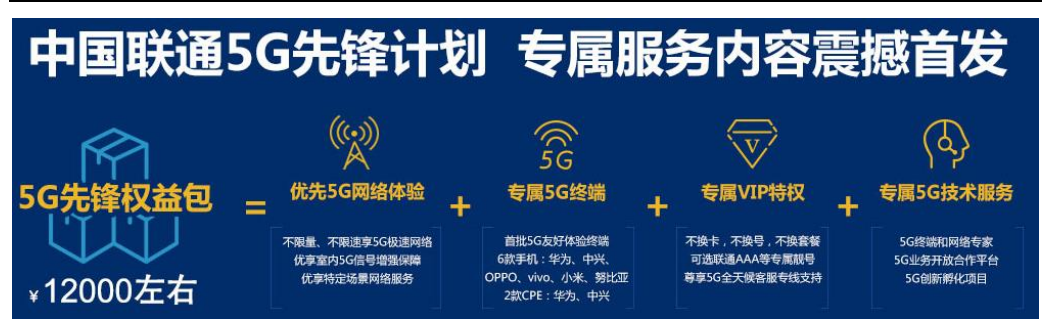 中国联通5G先锋计划 专属服务内容震撼首发
5G先锋权益包
¥12000左右
=
5G
优先5G网络体验
不限量、不限速享5G极速网络
优享室内5G信号增强保障
优享特定场景网络服务
+
专属5G终端
首批5G友好体验终端
6款手机：华为、中兴、
OPPO、vivo、小米、努比亚
2款CPE：华为、中兴
+
V
专属VIP特权
不换卡，不换号，不换套餐
可选联通AAA等专属靓号
尊享5G全天候客服专线支持
+
专属5G技术服务
5G终端和网络专家
5G业务开放合作平台
5G创新孵化项目